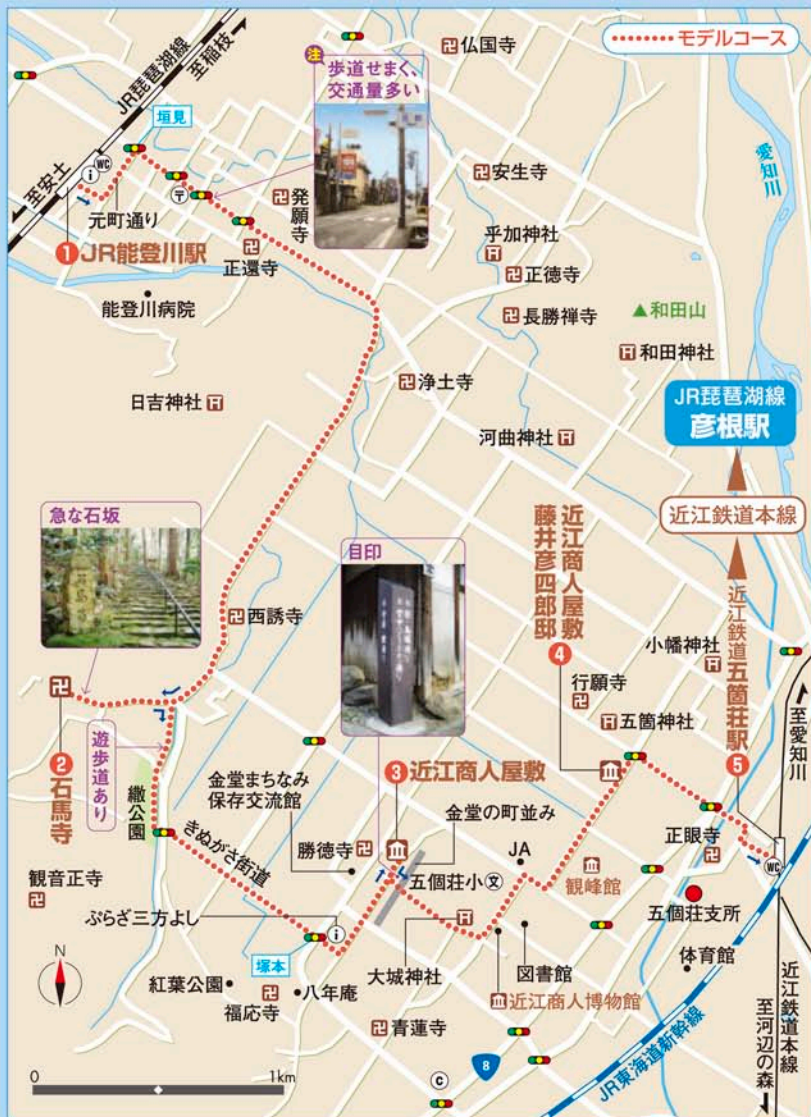 モデルコース
至稲枝
JR琵琶湖線
至安土
垣見
注
歩道せまく、
交通量多い
仏国寺
愛知川
i
WC
〒
元町通り
1 JR能登川駅
発願寺
正還寺
安生寺
乎加神社
正徳寺
長勝禅寺
和田山
和田神社
能登川病院
浄土寺
日吉神社
河曲神社
JR琵琶湖線
彦根駅
近江鉄道本線
急な石坂
目印
近江商人屋敷
藤井彦四郎邸
4
近江鉄道五箇荘駅
5
小幡神社
行願寺
五箇神社
至愛知川
西誘寺
2 石馬寺
遊歩道あり
繖公園
金堂まちなみ
保存交流館
3 近江商人屋敷
金堂の町並み
勝徳寺
JA
正眼寺
WC
きぬがさ街道
五個荘小
文
観峰館
五個荘支所
観音正寺
ぷらざ三方よし
i
塚本
大城神社
図書館
体育館
N
紅葉公園
福応寺
八年庵
近江商人博物館
青蓮寺
近江鉄道本線
至河辺の森
JR東海道新幹線
8
C
0
1km